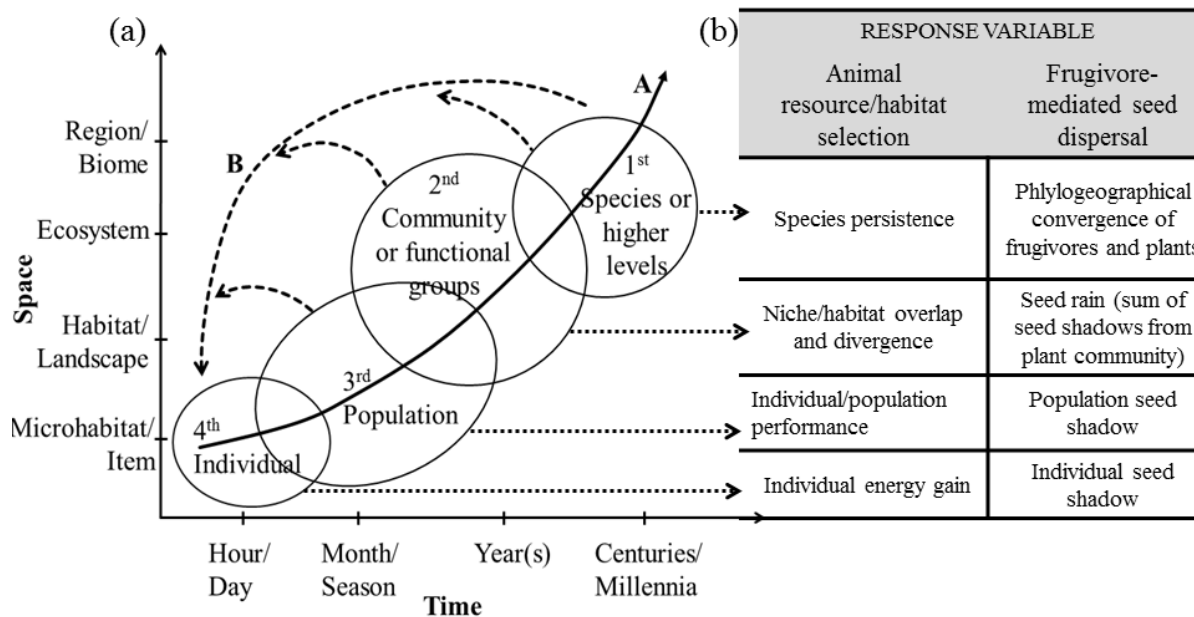 (a)
Space
Region/
Biome
Ecosystem
Habitat/
Landscape
Microhabitat/
Item
A
B
1st
Species or
higher
levels
2nd
Community
or functional
groups
3rd
Population
4th
Individual
Hour/
Day
Month/
Season
Year(s)
Centuries/
Millennia
Time
(b)
RESPONSE VARIABLE
Animal
resource/habitat
selection
Frugivore-
mediated seed
dispersal
Species persistence
Phlylogeographical
convergence of
frugivores and plants
Niche/habitat overlap
and divergence
Seed rain (sum of
seed shadows from
plant community)
Individual/population
performance
Population seed
shadow
Individual energy gain
Individual seed
shadow